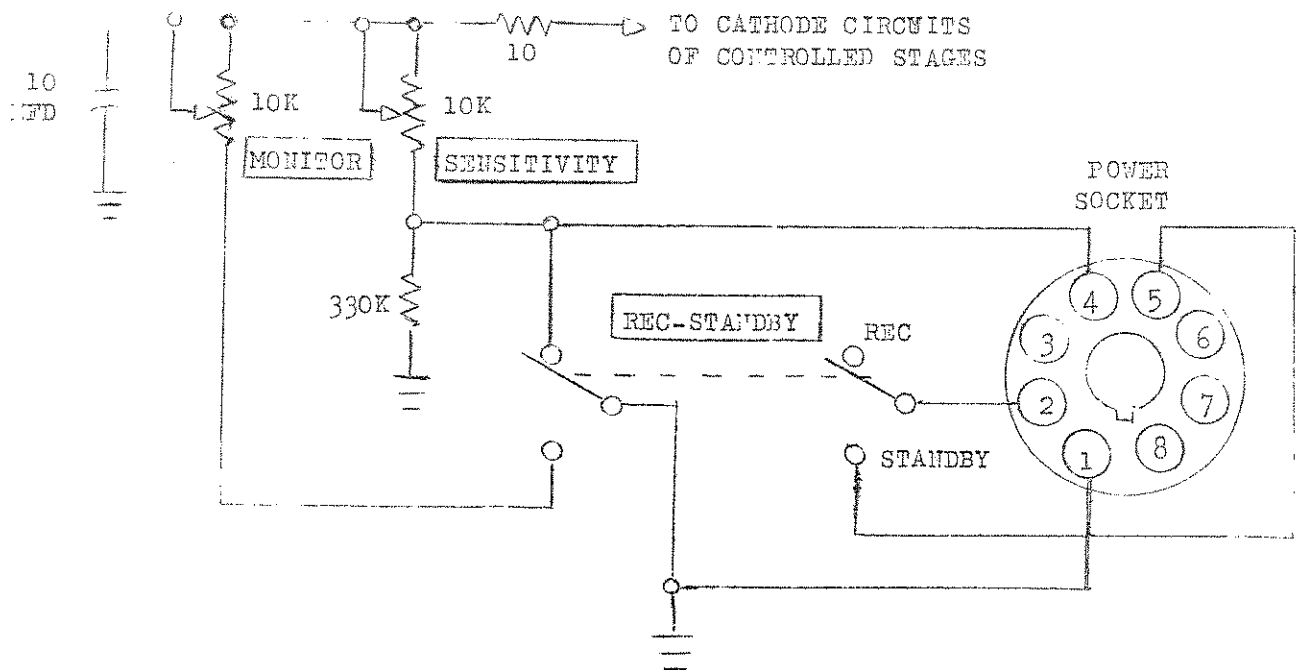 TO CATHODE CIRCUITS
OF CONTROLLED STAGES
10
10
10K
10K
MONITOR
SENSITIVITY
POWER
SOCKET
330K
REC-STANDBY
REC
STANDBY
4
5
3
6
2
7
1
8